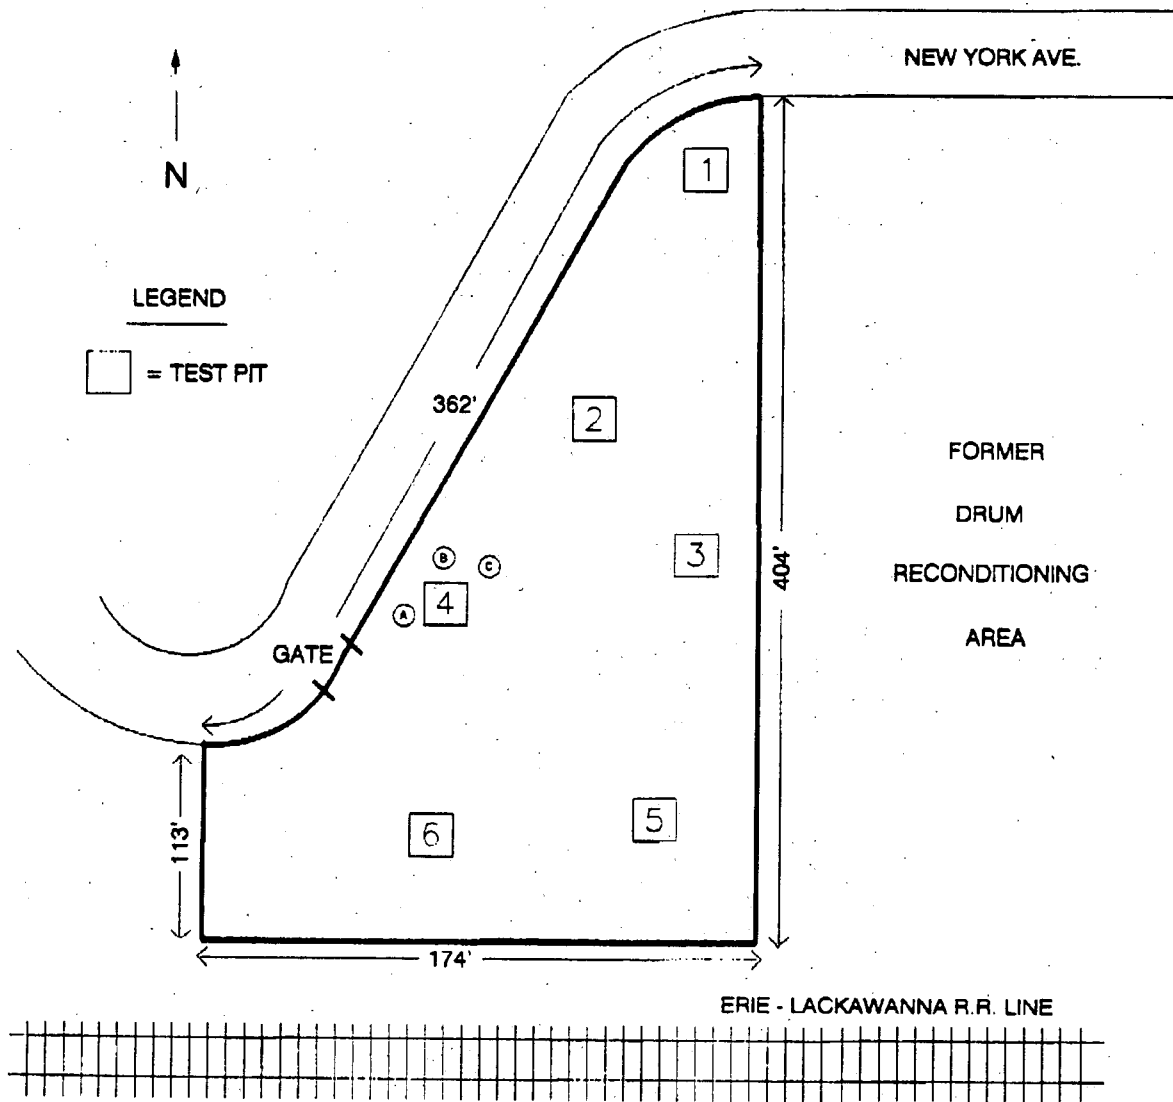 NEW YORK AVE.
N
1
LEGEND
= TEST PIT
362'
2
FORMER
DRUM
RECONDITIONING
AREA
3
404'
B
C
4
A
GATE
113'
6
5
174'
ERIE - LACKAWANNA R.R. LINE